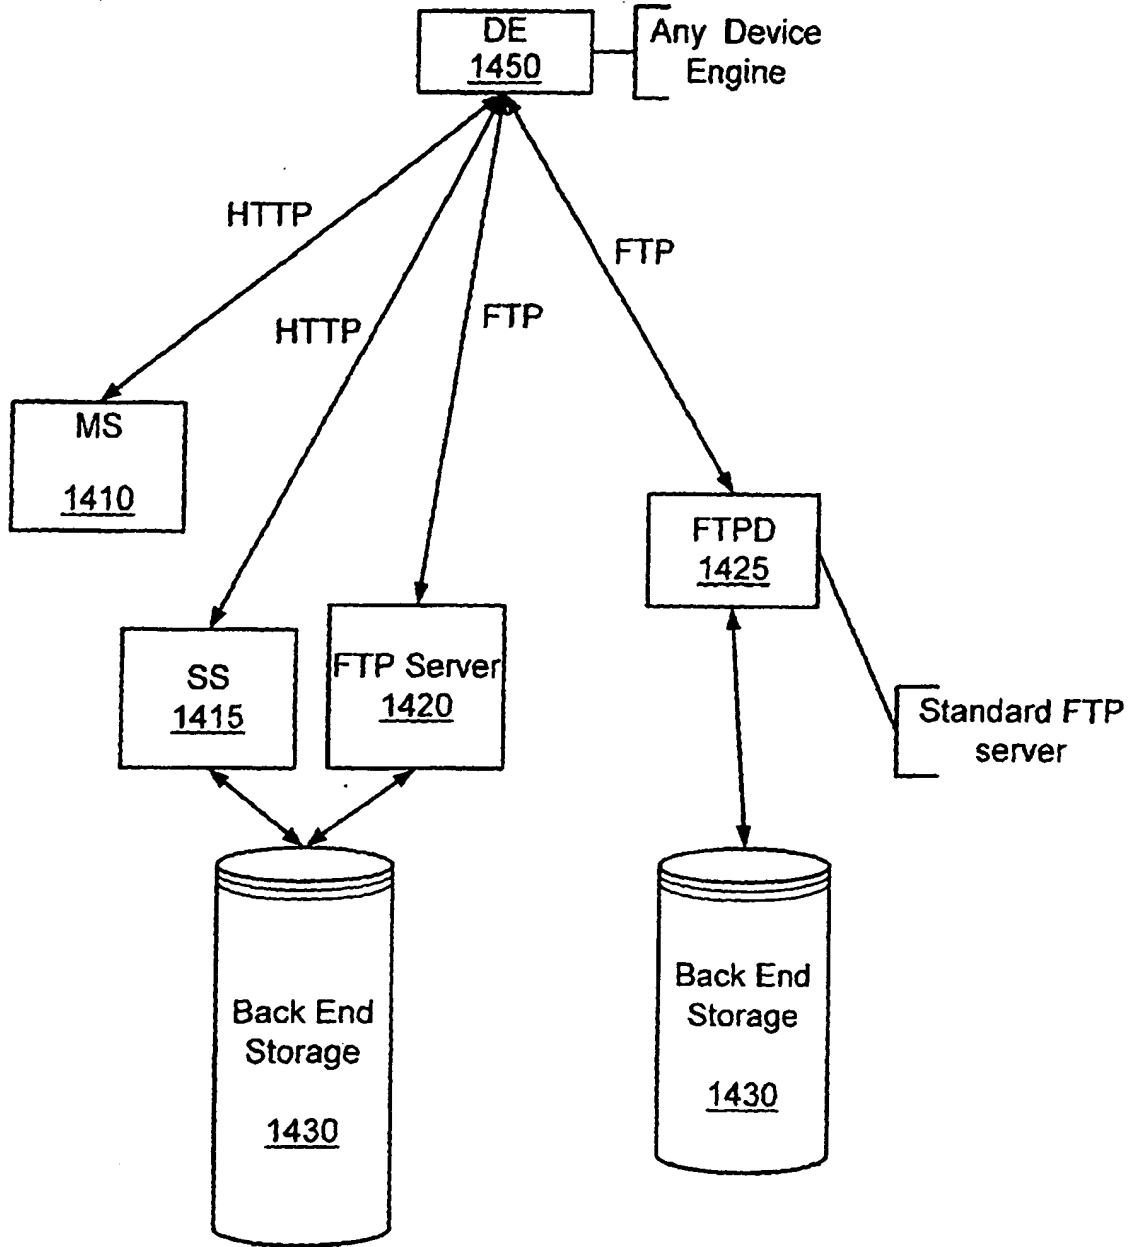 DE
1450
Any Device
Engine
HTTP
FTP
HTTP
FTP
MS
1410
FTPD
1425
SS
1415
FTP Server
1420
Standard FTP
server
Back End
Storage
1430
Back End
Storage
1430